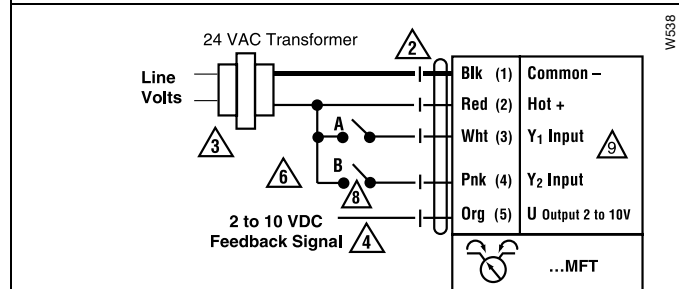 W538
24 VAC Transformer
2
Line
Volts
Blk (1) Common –
Red (2) Hot +
3
A
Wht (3) Y1 Input
9
6
B
8
Pnk (4) Y2 Input
2 to 10 VDC
Feedback Signal
4
Org (5) U Output 2 to 10V
...MFT